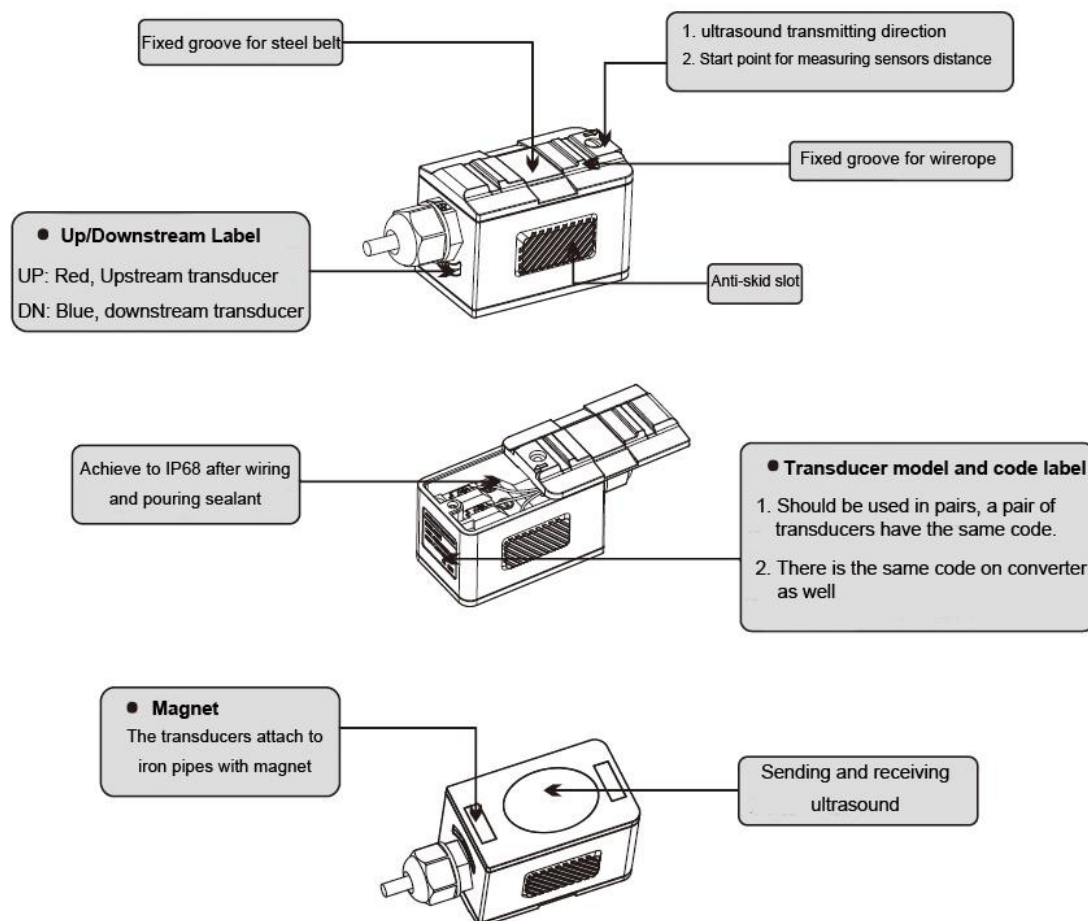 Fixed groove for steel belt
1. ultrasound transmitting direction
2. Start point for measuring sensors distance
Fixed groove for wirerope
● Up/Downstream Label
UP: Red, Upstream transducer
DN: Blue, downstream transducer
Anti-skid slot
Achieve to IP68 after wiring
and pouring sealant
● Transducer model and code label
1. Should be used in pairs, a pair of
transducers have the same code.
2. There is the same code on converter
as well
● Magnet
The transducers attach to
iron pipes with magnet
Sending and receiving
ultrasound